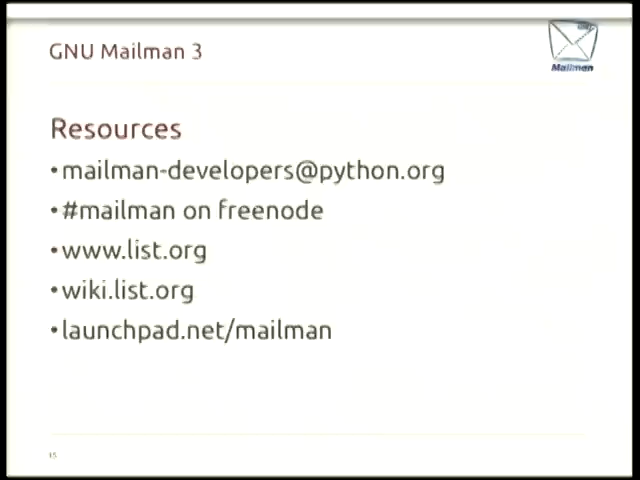 GNU Mailman 3
Mailman
Resources
•mailman-developers@python.org
•#mailman on freenode
•www.list.org
•wiki.list.org
•launchpad.net/mailman
15